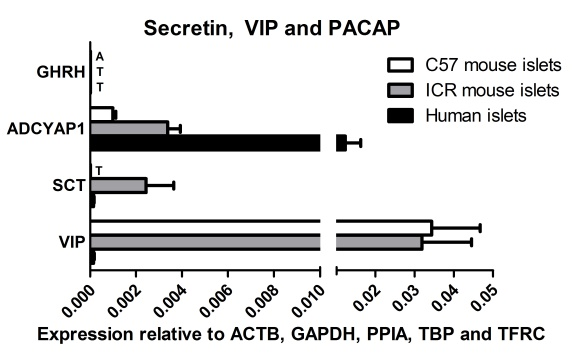 Secretin, VIP and PACAP
C57 mouse islets
ICR mouse islets
Human islets
GHRH
A
T
T
ADCYAP1
SCT
T
VIP
0.000 0.002 0.004 0.006 0.008 0.010 0.02 0.03 0.04 0.05
Expression relative to ACTB, GAPDH, PPIA, TBP and TFRC